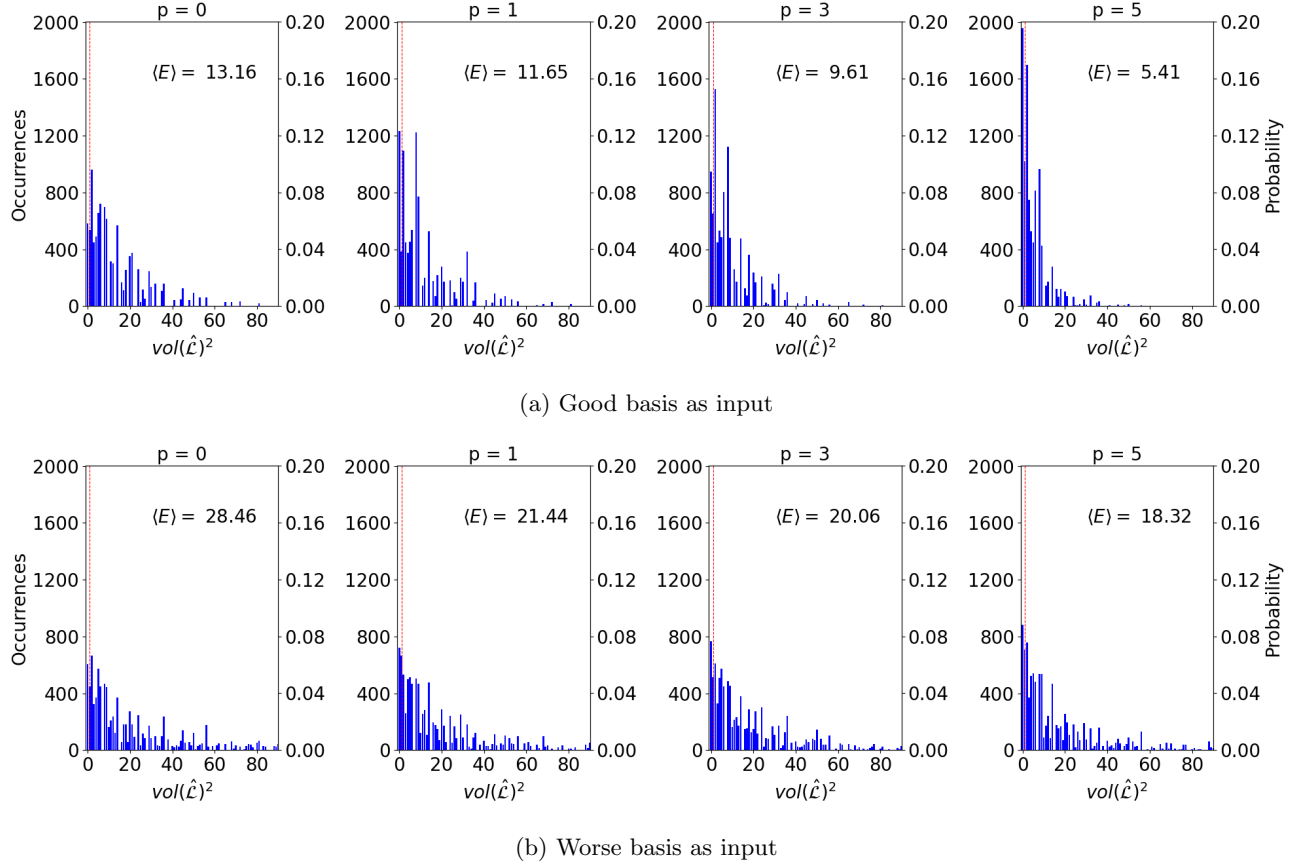 p = 0
p = 1
p = 3
p = 5
2000 0.20 2000 0.20 2000 0.20 2000 0.20
⟨E⟩ = 13.16 ⟨E⟩ = 11.65 ⟨E⟩ = 9.61 ⟨E⟩ = 5.41
1600 0.16 1600 0.16 1600 0.16 1600 0.16
1200 0.12 1200 0.12 1200 0.12 1200 0.12
Occurrences
Probability
800 0.08 800 0.08 800 0.08 800 0.08
400 0.04 400 0.04 400 0.04 400 0.04
0 0.00 0 0.00 0 0.00 0 0.00
0 20 40 60 80 0 20 40 60 80 0 20 40 60 80 0 20 40 60 80
vol(ℒ̂)² vol(ℒ̂)² vol(ℒ̂)² vol(ℒ̂)²
(a) Good basis as input
p = 0
p = 1
p = 3
p = 5
2000 0.20 2000 0.20 2000 0.20 2000 0.20
⟨E⟩ = 28.46 ⟨E⟩ = 21.44 ⟨E⟩ = 20.06 ⟨E⟩ = 18.32
1600 0.16 1600 0.16 1600 0.16 1600 0.16
1200 0.12 1200 0.12 1200 0.12 1200 0.12
Occurrences
Probability
800 0.08 800 0.08 800 0.08 800 0.08
400 0.04 400 0.04 400 0.04 400 0.04
0 0.00 0 0.00 0 0.00 0 0.00
0 20 40 60 80 0 20 40 60 80 0 20 40 60 80 0 20 40 60 80
vol(ℒ̂)² vol(ℒ̂)² vol(ℒ̂)² vol(ℒ̂)²
(b) Worse basis as input